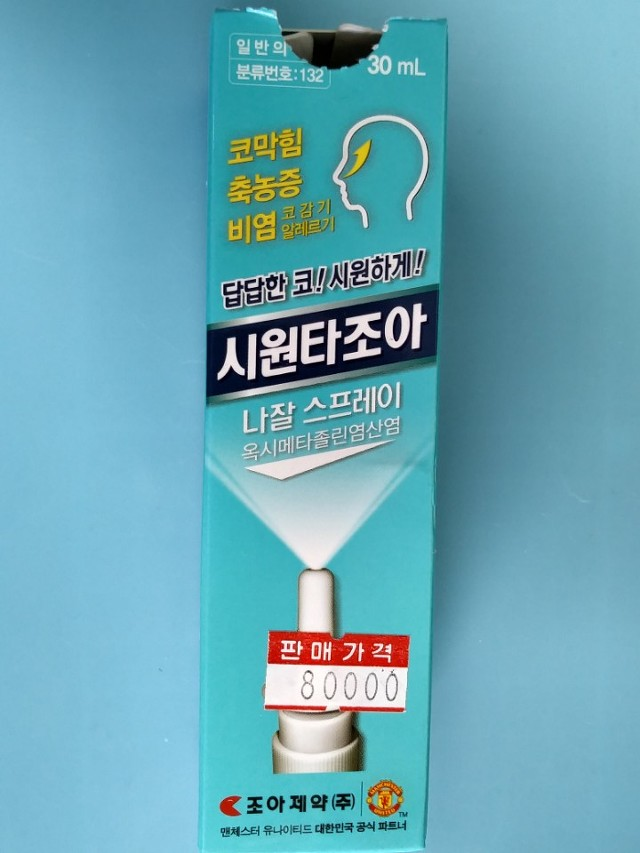 일반의
분류번호:132
30 mL
코막힘
축농증
비염 코감기
알레르기
답답한 코! 시원하게!
시원타조아
나잘 스프레이
옥시메타졸린염산염
판매가격
80000
조아제약(주)
MANCHESTER
UNITED
TM
맨체스터 유나이티드 대한민국 공식 파트너